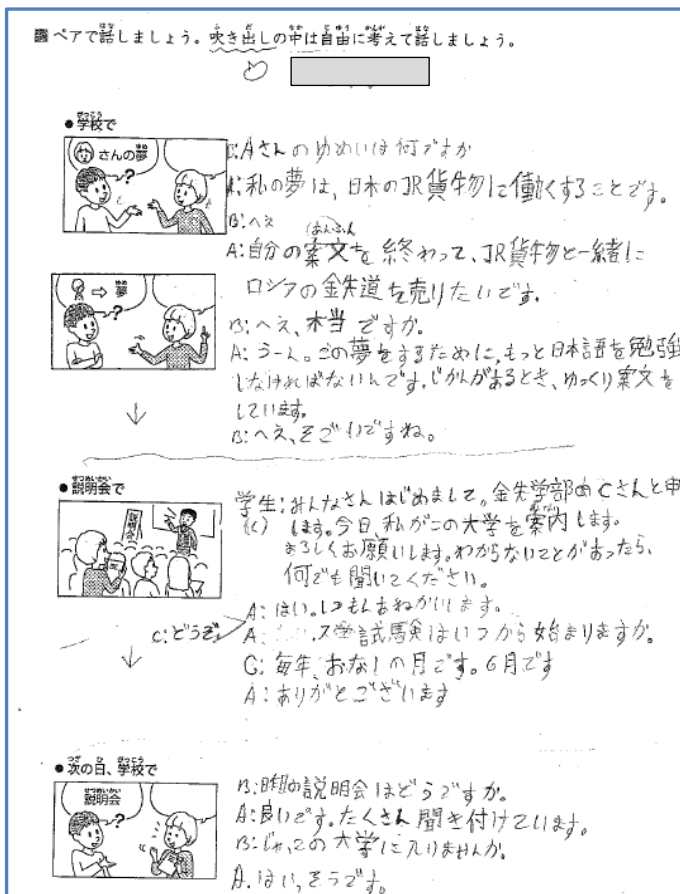 ペアで話しましょう。吹き出しの中は自由に考えて話しましょう。
●学校で
さんの夢
?
B: Aさんのゆめいは何ですか
A: 私の夢は、日本のJR貨物に働くすることです。
B: へえ
A: 自分の案文を終わって、JR貨物と一緒に
ロシアの金失道を売りたいです。
⇨ 夢
?
B: へえ、本当ですか。
A: うーん。この夢をするために、もっと日本語を勉強
しなければないんです。じかんがあるとき、ゆっくり案文を
しています。
B: へえ、そごいですね。
●説明会で
説明会
学生: みんなさんはじめまして。金失学部のCさんと申
(C) します。今日、私がこの大学を案内します。
よろしくお願いします。わからないことがあったら、
何でも聞いてください。
A: はい。しつもんおねがいします。
C: どうぞ。
A: 学試験はいつから始まりますか。
C: 毎年、おなしの月です。6月です
A: ありがとございます
●次の日、学校で
説明会
?
B: 昨日の説明会はどうですか。
A: 良いです。たくさん聞き付けています。
B: じゃ、この大学に入りませんか。
A. はいっ、そうです。